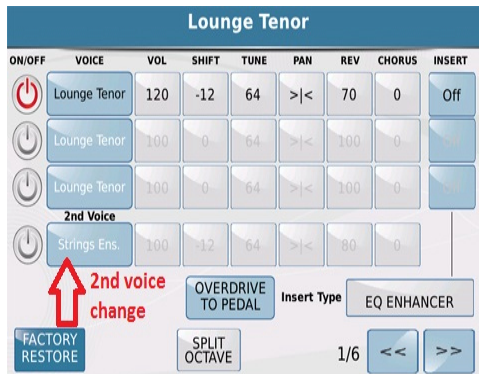 Lounge Tenor
ON/OFF VOICE VOL SHIFT TUNE PAN REV CHORUS INSERT
Lounge Tenor 120 -12 64 >|< 70 0 Off
Lounge Tenor 100 0 64 >|< 100 0
Lounge Tenor 100 0 64 >|< 100 0
2nd Voice
Strings Ens. 100 -12 64 >|< 80 0
2nd voice
change
OVERDRIVE
TO PEDAL
Insert Type
EQ ENHANCER
FACTORY
RESTORE
SPLIT
OCTAVE
1/6
<<
>>